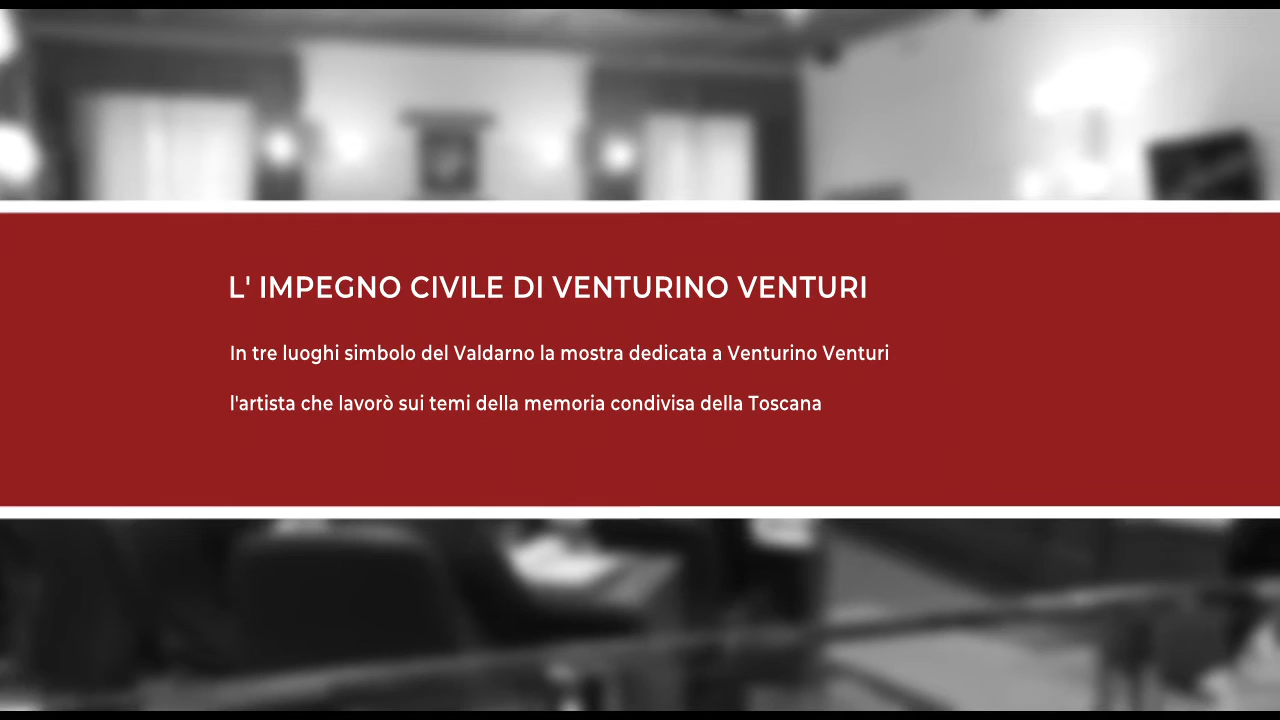 L' IMPEGNO CIVILE DI VENTURINO VENTURI
In tre luoghi simbolo del Valdarno la mostra dedicata a Venturino Venturi
l'artista che lavorò sui temi della memoria condivisa della Toscana